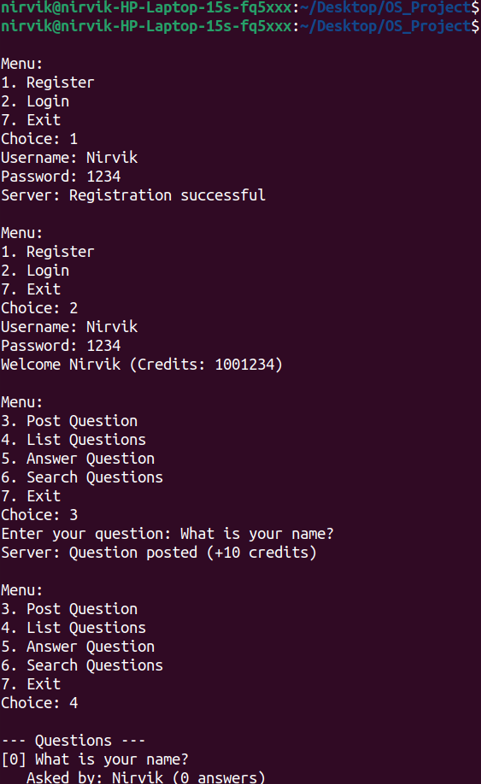 nirvik@nirvik-HP-Laptop-15s-fq5xxx:~/Desktop/OS_Project$
nirvik@nirvik-HP-Laptop-15s-fq5xxx:~/Desktop/OS_Project$
Menu:
1. Register
2. Login
7. Exit
Choice: 1
Username: Nirvik
Password: 1234
Server: Registration successful
Menu:
1. Register
2. Login
7. Exit
Choice: 2
Username: Nirvik
Password: 1234
Welcome Nirvik (Credits: 1001234)
Menu:
3. Post Question
4. List Questions
5. Answer Question
6. Search Questions
7. Exit
Choice: 3
Enter your question: What is your name?
Server: Question posted (+10 credits)
Menu:
3. Post Question
4. List Questions
5. Answer Question
6. Search Questions
7. Exit
Choice: 4
--- Questions ---
[0] What is your name?
Asked by: Nirvik (0 answers)